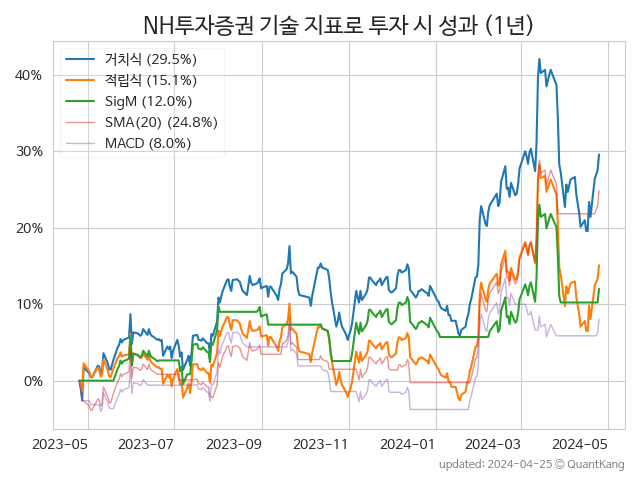 NH투자증권 기술 지표로 투자 시 성과 (1년)
거치식 (29.5%)
적립식 (15.1%)
SigM (12.0%)
SMA(20) (24.8%)
MACD (8.0%)
40%
30%
20%
10%
0%
2023-05 2023-07 2023-09 2023-11 2024-01 2024-03 2024-05
updated: 2024-04-25 © QuantKang